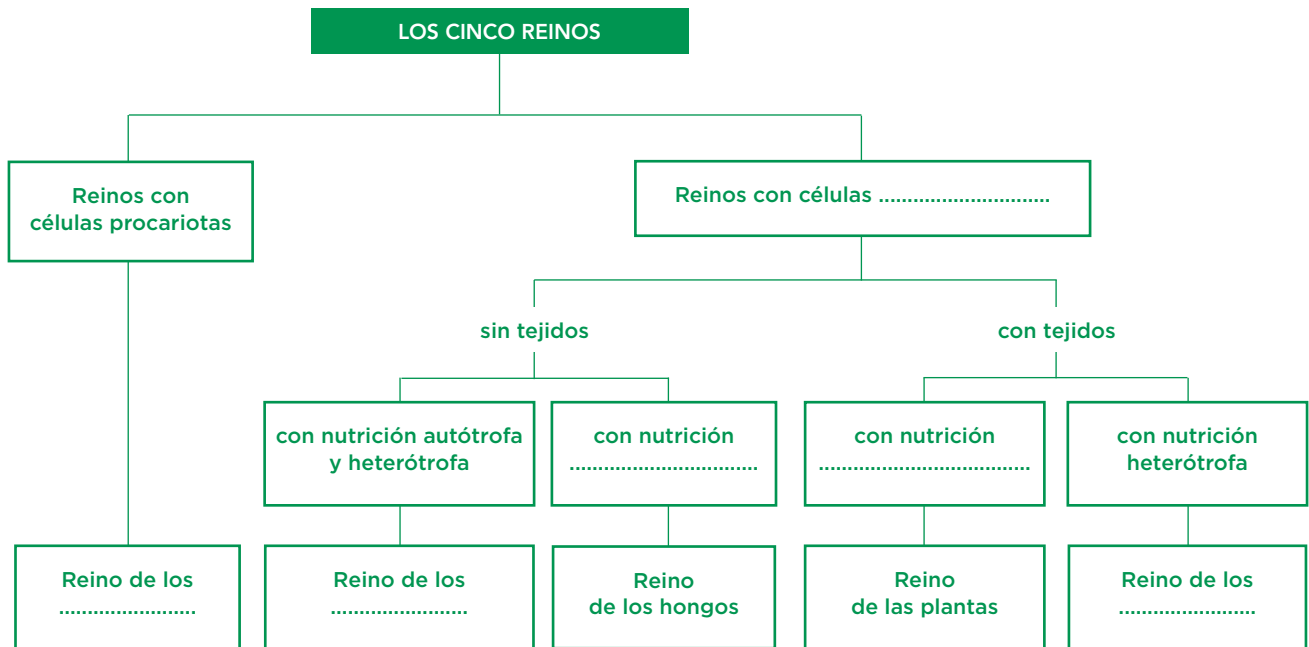 LOS CINCO REINOS
Reinos con
células procariotas
Reinos con células ..............................
sin tejidos
con tejidos
con nutrición autótrofa
y heterótrofa
con nutrición
.................................
con nutrición
.....................................
con nutrición
heterótrofa
Reino de los
........................
Reino de los
........................
Reino
de los hongos
Reino
de las plantas
Reino de los
........................